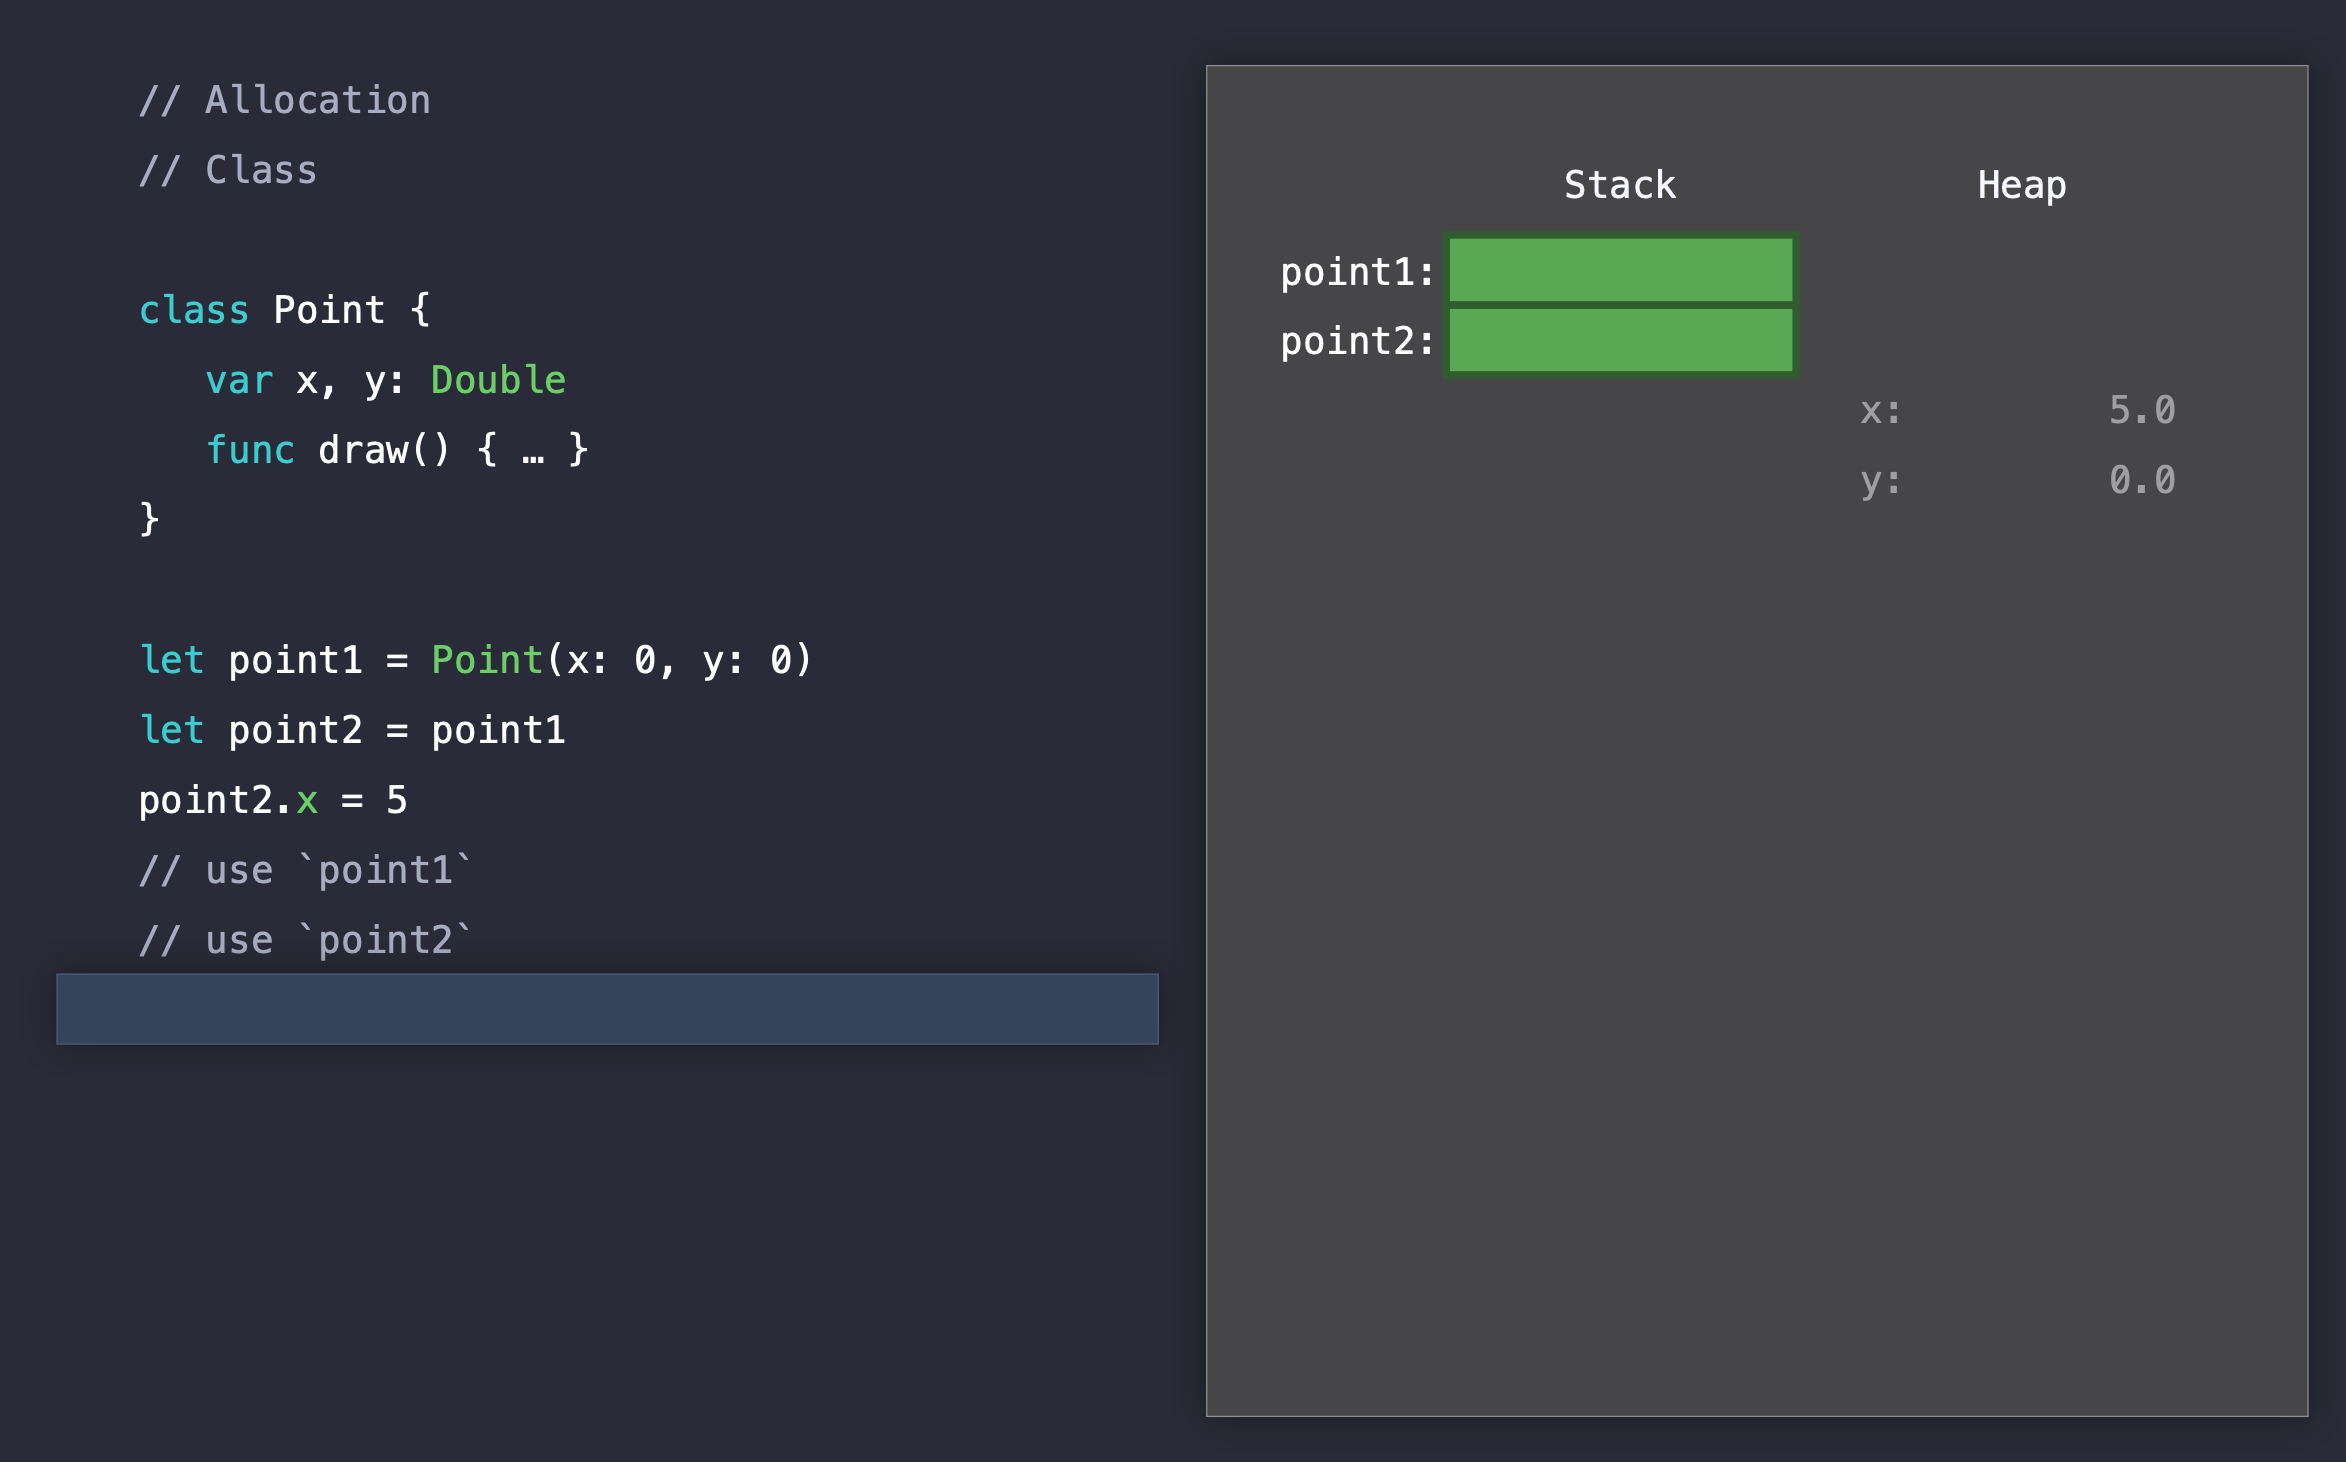 // Allocation
// Class
class Point {
var x, y: Double
func draw() { … }
}
let point1 = Point(x: 0, y: 0)
let point2 = point1
point2.x = 5
// use `point1`
// use `point2`
Stack Heap
point1:
point2:
x: 5.0
y: 0.0